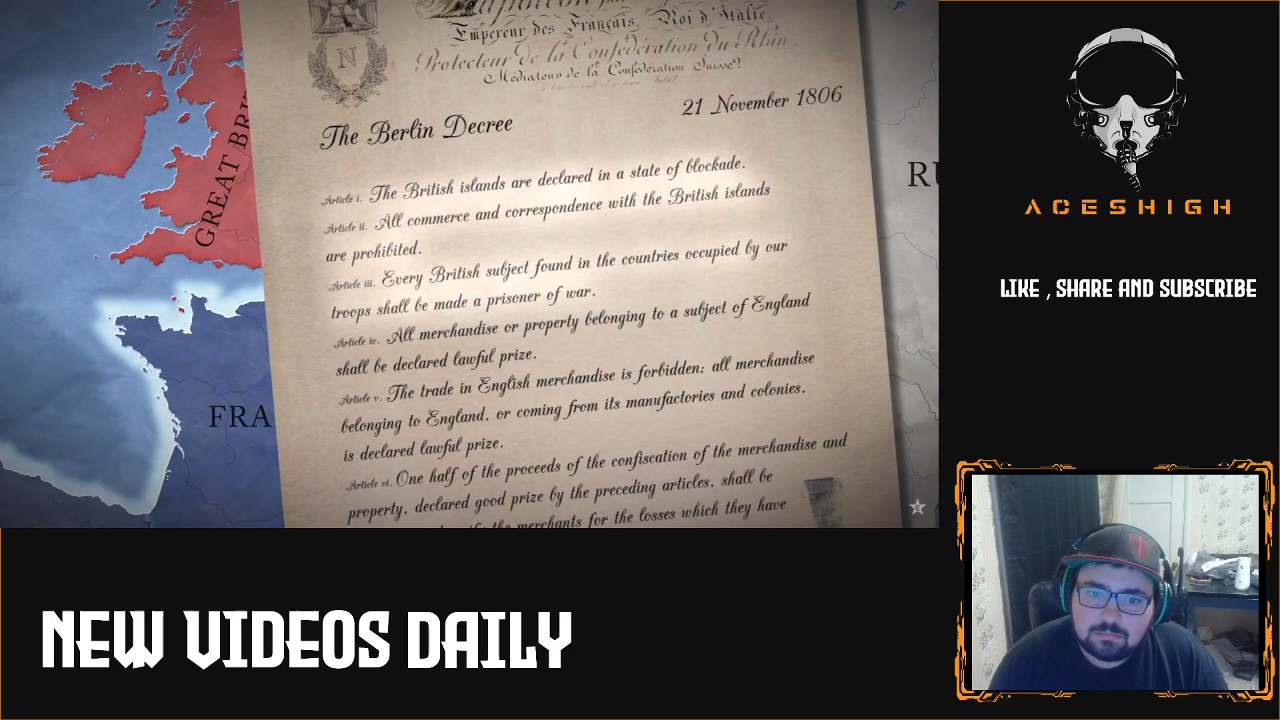 Empereur des Français, Roi d'Italie,
Protecteur de la Confédération du Rhin,
Médiateur de la Confédération Suisse?
N
21 November 1806
The Berlin Decree
Article i. The British islands are declared in a state of blockade.
Article ii. All commerce and correspondence with the British islands
are prohibited.
Article iii. Every British subject found in the countries occupied by our
troops shall be made a prisoner of war.
Article iv. All merchandise or property belonging to a subject of England
shall be declared lawful prize.
Article v. The trade in English merchandise is forbidden; all merchandise
belonging to England, or coming from its manufactories and colonies,
is declared lawful prize.
Article vi. One half of the proceeds of the confiscation of the merchandise and
property, declared good prize by the preceding articles, shall be
the merchants for the losses which they have
GREAT BRI
FRA
RU
ACESHIGH
LIKE , SHARE AND SUBSCRIBE
NEW VIDEOS DAILY